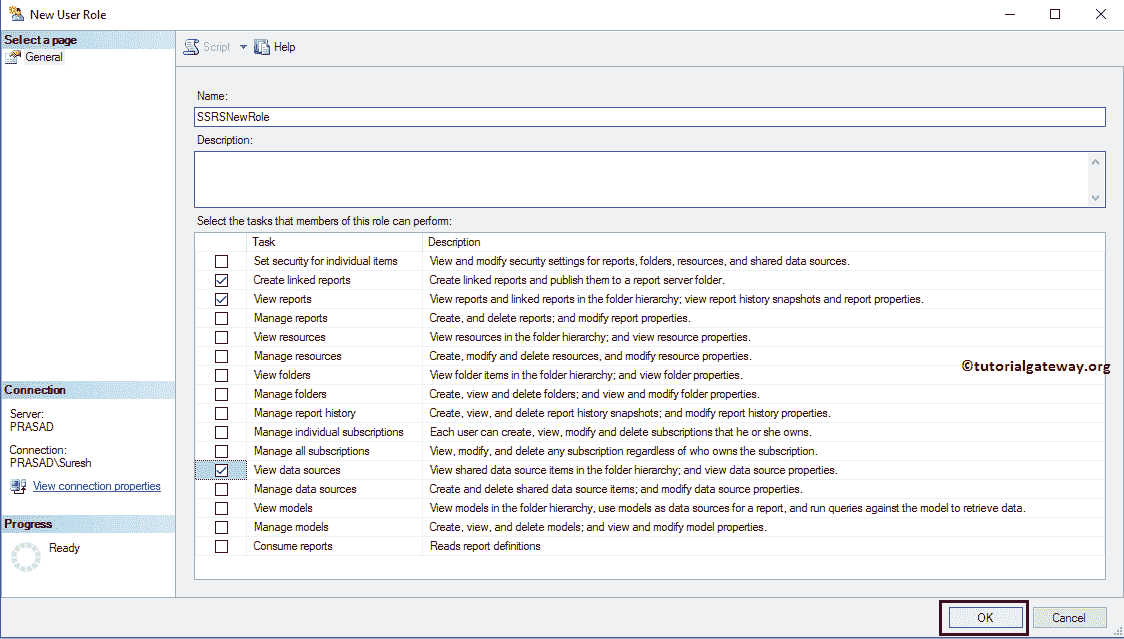 New User Role
Select a page
General
Script Help
Name:
SSRSNewRole
Description:
Select the tasks that members of this role can perform:
Task Description
Set security for individual items View and modify security settings for reports, folders, resources, and shared data sources.
Create linked reports Create linked reports and publish them to a report server folder.
View reports View reports and linked reports in the folder hierarchy; view report history snapshots and report properties.
Manage reports Create, and delete reports; and modify report properties.
View resources View resources in the folder hierarchy; and view resource properties.
Manage resources Create, modify and delete resources, and modify resource properties.
View folders View folder items in the folder hierarchy; and view folder properties.
Manage folders Create, view and delete folders; and view and modify folder properties.
Manage report history Create, view, and delete report history snapshots; and modify report history properties.
Manage individual subscriptions Each user can create, view, modify and delete subscriptions that he or she owns.
Manage all subscriptions View, modify, and delete any subscription regardless of who owns the subscription.
View data sources View shared data source items in the folder hierarchy; and view data source properties.
Manage data sources Create and delete shared data source items; and modify data source properties.
View models View models in the folder hierarchy, use models as data sources for a report, and run queries against the model to retrieve data.
Manage models Create, view, and delete models; and view and modify model properties.
Consume reports Reads report definitions
©tutorialgateway.org
Connection
Server:
PRASAD
Connection:
PRASAD\Suresh
View connection properties
Progress
Ready
OK Cancel